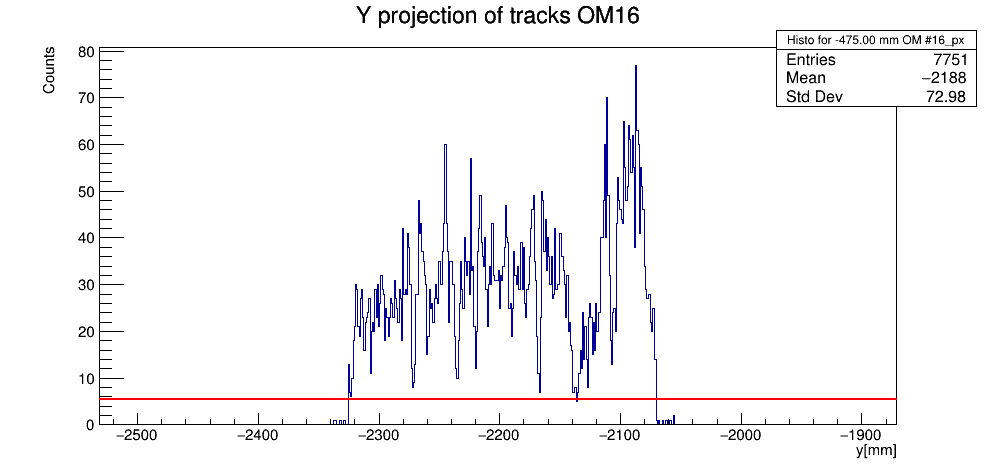 Y projection of tracks OM16
Histo for -475.00 mm OM #16_px
Entries 7751
Mean −2188
Std Dev 72.98
Counts
80
70
60
50
40
30
20
10
0
−2500 −2400 −2300 −2200 −2100 −2000 −1900
y[mm]